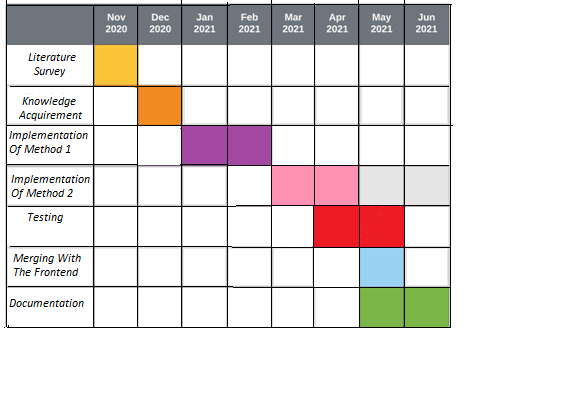 Nov Dec Jan Feb Mar Apr May Jun
2020 2020 2021 2021 2021 2021 2021 2021
Literature
Survey
Knowledge
Acquirement
Implementation
Of Method 1
Implementation
Of Method 2
Testing
Merging With
The Frontend
Documentation